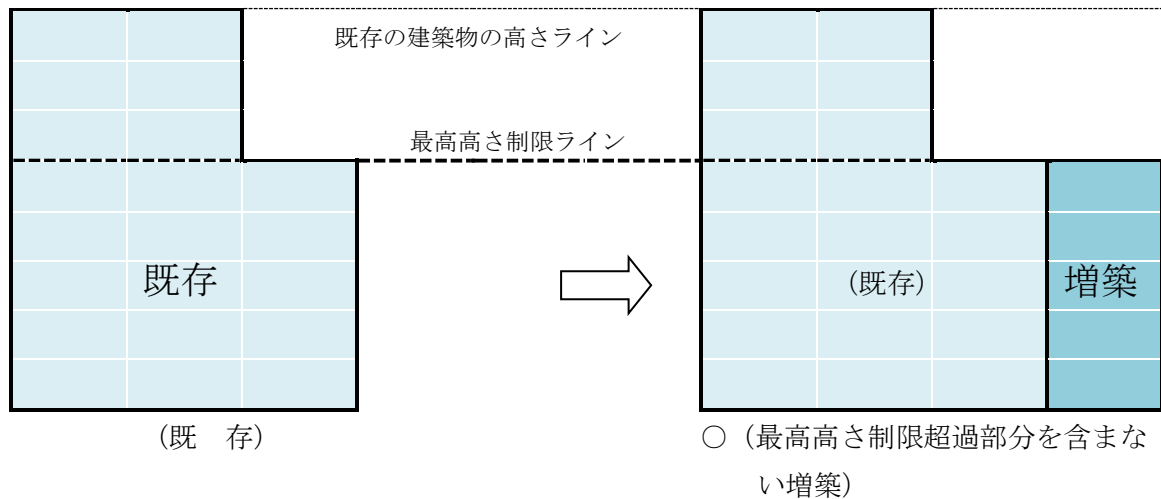 既存の建築物の高さライン
最高高さ制限ライン
既存
(既存)
増築
(既　存)
○（最高高さ制限超過部分を含まな
い増築）